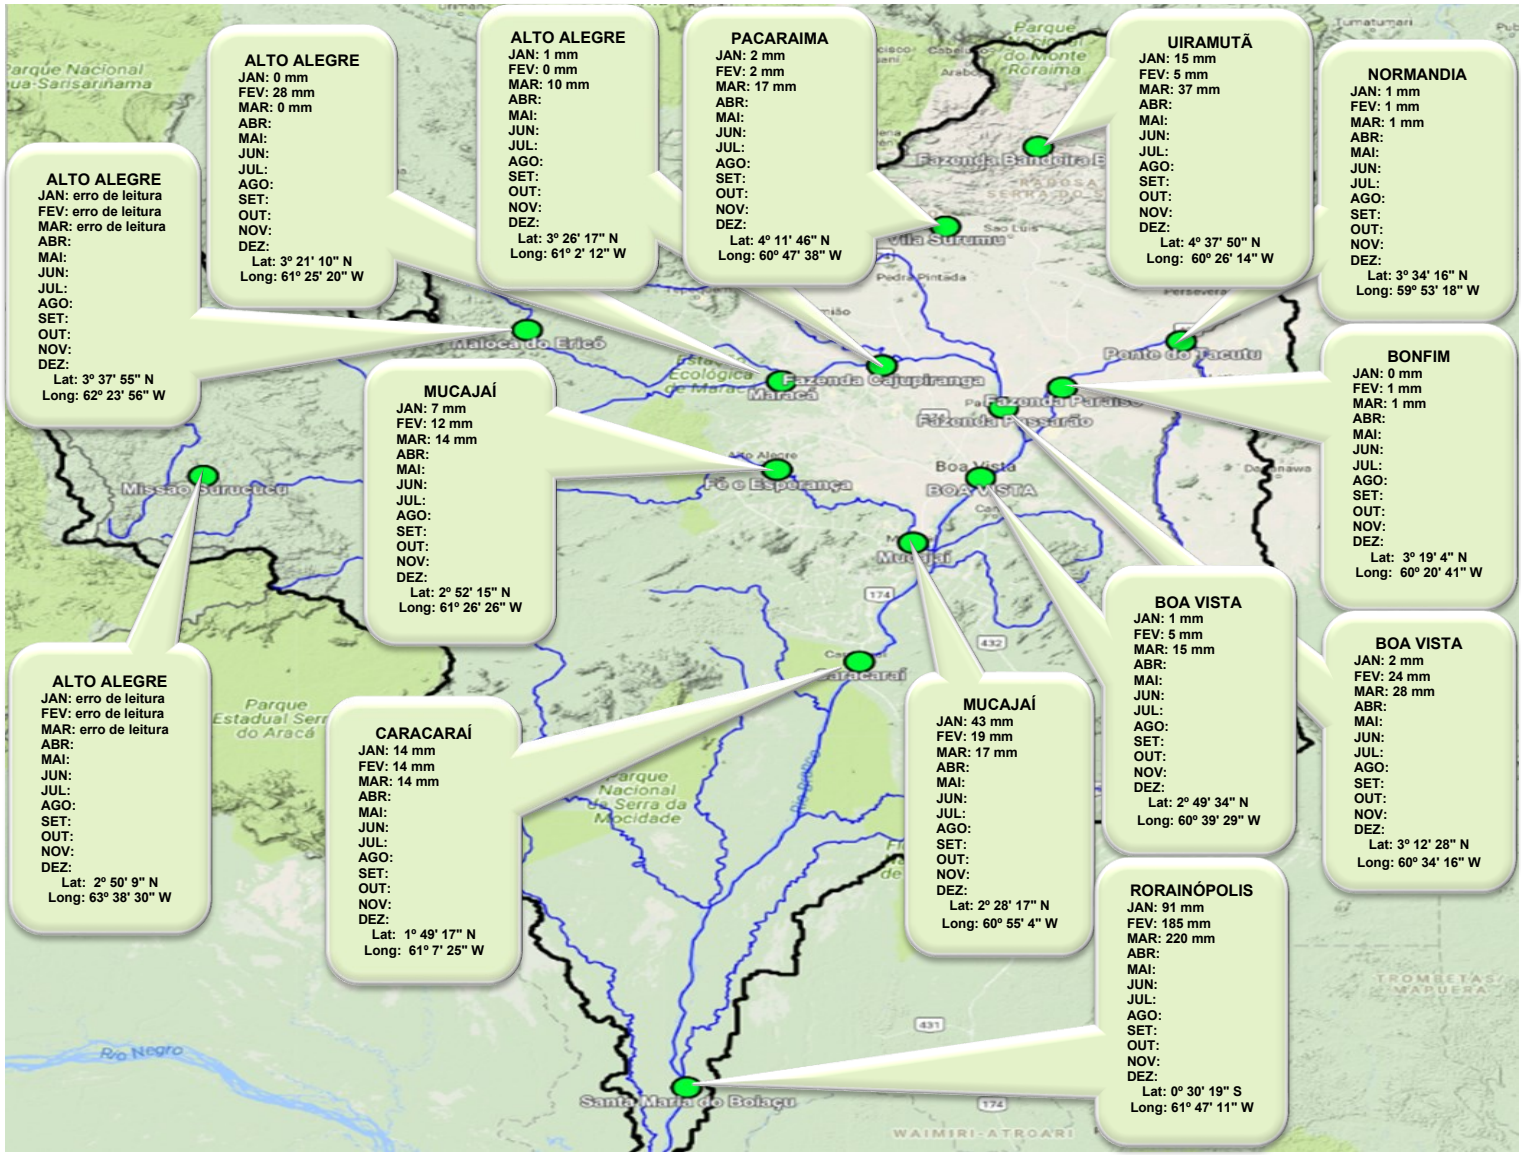 ALTO ALEGRE
JAN: erro de leitura
FEV: erro de leitura
MAR: erro de leitura
ABR:
MAI:
JUN:
JUL:
AGO:
SET:
OUT:
NOV:
DEZ:
Lat: 3º 37' 55" N
Long: 62º 23' 56" W
ALTO ALEGRE
JAN: 0 mm
FEV: 28 mm
MAR: 0 mm
ABR:
MAI:
JUN:
JUL:
AGO:
SET:
OUT:
NOV:
DEZ:
Lat: 3º 21' 10" N
Long: 61º 25' 20" W
ALTO ALEGRE
JAN: 1 mm
FEV: 0 mm
MAR: 10 mm
ABR:
MAI:
JUN:
JUL:
AGO:
SET:
OUT:
NOV:
DEZ:
Lat: 3º 26' 17" N
Long: 61º 2' 12" W
PACARAIMA
JAN: 2 mm
FEV: 2 mm
MAR: 17 mm
ABR:
MAI:
JUN:
JUL:
AGO:
SET:
OUT:
NOV:
DEZ:
Lat: 4º 11' 46" N
Long: 60º 47' 38" W
UIRAMUTÃ
JAN: 15 mm
FEV: 5 mm
MAR: 37 mm
ABR:
MAI:
JUN:
JUL:
AGO:
SET:
OUT:
NOV:
DEZ:
Lat: 4º 37' 50" N
Long: 60º 26' 14" W
NORMANDIA
JAN: 1 mm
FEV: 1 mm
MAR: 1 mm
ABR:
MAI:
JUN:
JUL:
AGO:
SET:
OUT:
NOV:
DEZ:
Lat: 3º 34' 16" N
Long: 59º 53' 18" W
MUCAJAÍ
JAN: 7 mm
FEV: 12 mm
MAR: 14 mm
ABR:
MAI:
JUN:
JUL:
AGO:
SET:
OUT:
NOV:
DEZ:
Lat: 2º 52' 15" N
Long: 61º 26' 26" W
BONFIM
JAN: 0 mm
FEV: 1 mm
MAR: 1 mm
ABR:
MAI:
JUN:
JUL:
AGO:
SET:
OUT:
NOV:
DEZ:
Lat: 3º 19' 4" N
Long: 60º 20' 41" W
ALTO ALEGRE
JAN: erro de leitura
FEV: erro de leitura
MAR: erro de leitura
ABR:
MAI:
JUN:
JUL:
AGO:
SET:
OUT:
NOV:
DEZ:
Lat: 2º 50' 9" N
Long: 63º 38' 30" W
CARACARAÍ
JAN: 14 mm
FEV: 14 mm
MAR: 14 mm
ABR:
MAI:
JUN:
JUL:
AGO:
SET:
OUT:
NOV:
DEZ:
Lat: 1º 49' 17" N
Long: 61º 7' 25" W
MUCAJAÍ
JAN: 43 mm
FEV: 19 mm
MAR: 17 mm
ABR:
MAI:
JUN:
JUL:
AGO:
SET:
OUT:
NOV:
DEZ:
Lat: 2º 28' 17" N
Long: 60º 55' 4" W
BOA VISTA
JAN: 1 mm
FEV: 5 mm
MAR: 15 mm
ABR:
MAI:
JUN:
JUL:
AGO:
SET:
OUT:
NOV:
DEZ:
Lat: 2º 49' 34" N
Long: 60º 39' 29" W
BOA VISTA
JAN: 2 mm
FEV: 24 mm
MAR: 28 mm
ABR:
MAI:
JUN:
JUL:
AGO:
SET:
OUT:
NOV:
DEZ:
Lat: 3º 12' 28" N
Long: 60º 34' 16" W
RORAINÓPOLIS
JAN: 91 mm
FEV: 185 mm
MAR: 220 mm
ABR:
MAI:
JUN:
JUL:
AGO:
SET:
OUT:
NOV:
DEZ:
Lat: 0º 30' 19" S
Long: 61º 47' 11" W
Parque Nacional
ua-Sarisariñama
Parque
do Monte
Roraima
Tumatumari
Fazenda Bandeira B
RAPOSA
Vila Surumu
Sao Luis
Pedra Pintada
Maloca do Ericó
Ecológica
de Maracá
Maracá
Fazenda Cajupiranga
Ponte do Tacutu
Fazenda Paraíso
Fazenda Passarão
Alto Alegre
Fé e Esperança
Boa Vista
BOA VISTA
Missão Surucucu
Mucajaí
174
432
Caracaraí
Parque
Estadual Serr
do Aracá
Parque
Nacional
da Serra da
Mocidade
Rio Branco
Rio Negro
431
174
Santa Maria do Boiaçu
TROMBETAS/
MAPUERA
WAIMIRI-ATROARI